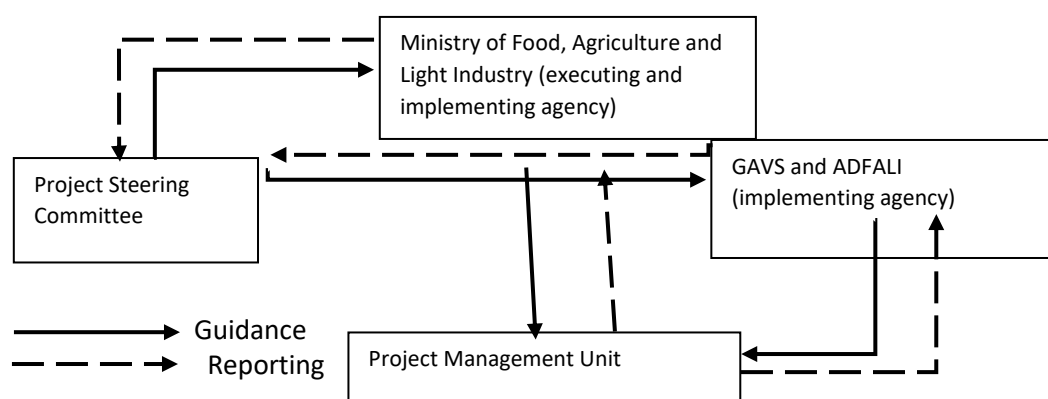 Ministry of Food, Agriculture and
Light Industry (executing and
implementing agency)
GAVS and ADFALI
(implementing agency)
Project Steering
Committee
Guidance
Reporting
Project Management Unit